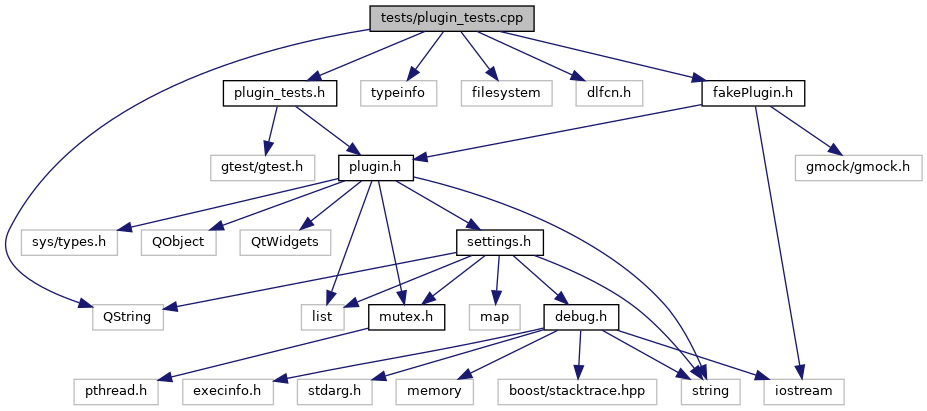 tests/plugin_tests.cpp
plugin_tests.h
typeinfo
filesystem
dlfcn.h
fakePlugin.h
gtest/gtest.h
plugin.h
gmock/gmock.h
sys/types.h
QObject
QtWidgets
settings.h
QString
list
mutex.h
map
debug.h
pthread.h
execinfo.h
stdarg.h
memory
boost/stacktrace.hpp
string
iostream